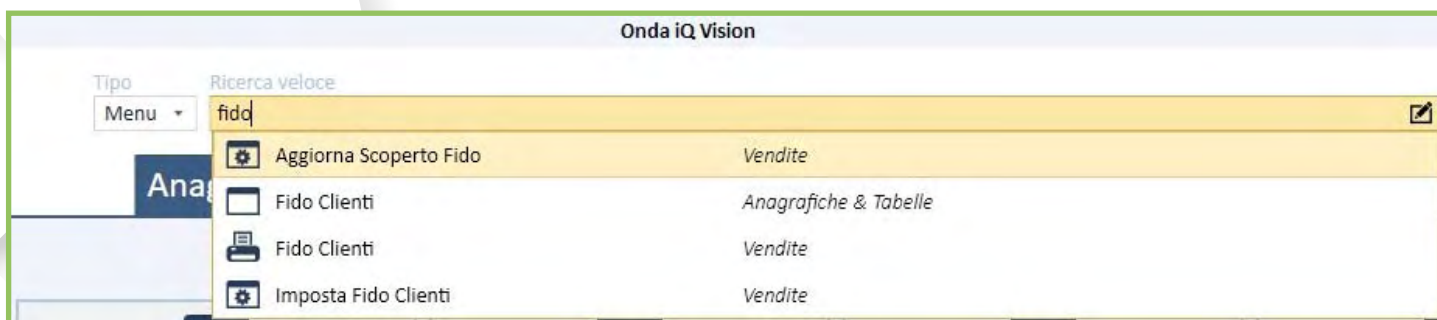 Onda iQ Vision
Tipo Ricerca veloce
Menu fido
Aggiorna Scoperto Fido Vendite
Fido Clienti Anagrafiche & Tabelle
Fido Clienti Vendite
Imposta Fido Clienti Vendite